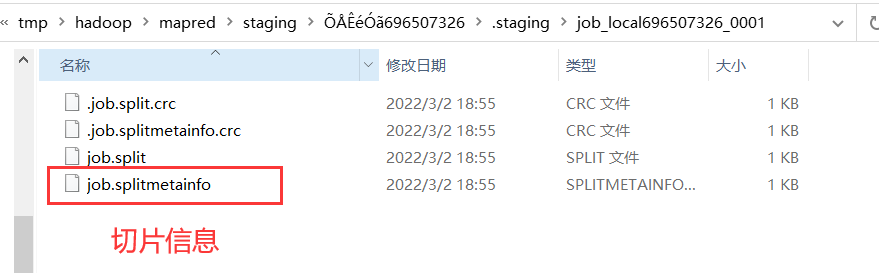 « tmp › hadoop › mapred › staging › ÕÅÊéÓã696507326 › .staging › job_local696507326_0001
名称 修改日期 类型 大小
.job.split.crc 2022/3/2 18:55 CRC 文件 1 KB
.job.splitmetainfo.crc 2022/3/2 18:55 CRC 文件 1 KB
job.split 2022/3/2 18:55 SPLIT 文件 1 KB
job.splitmetainfo 2022/3/2 18:55 SPLITMETAINFO... 1 KB
切片信息